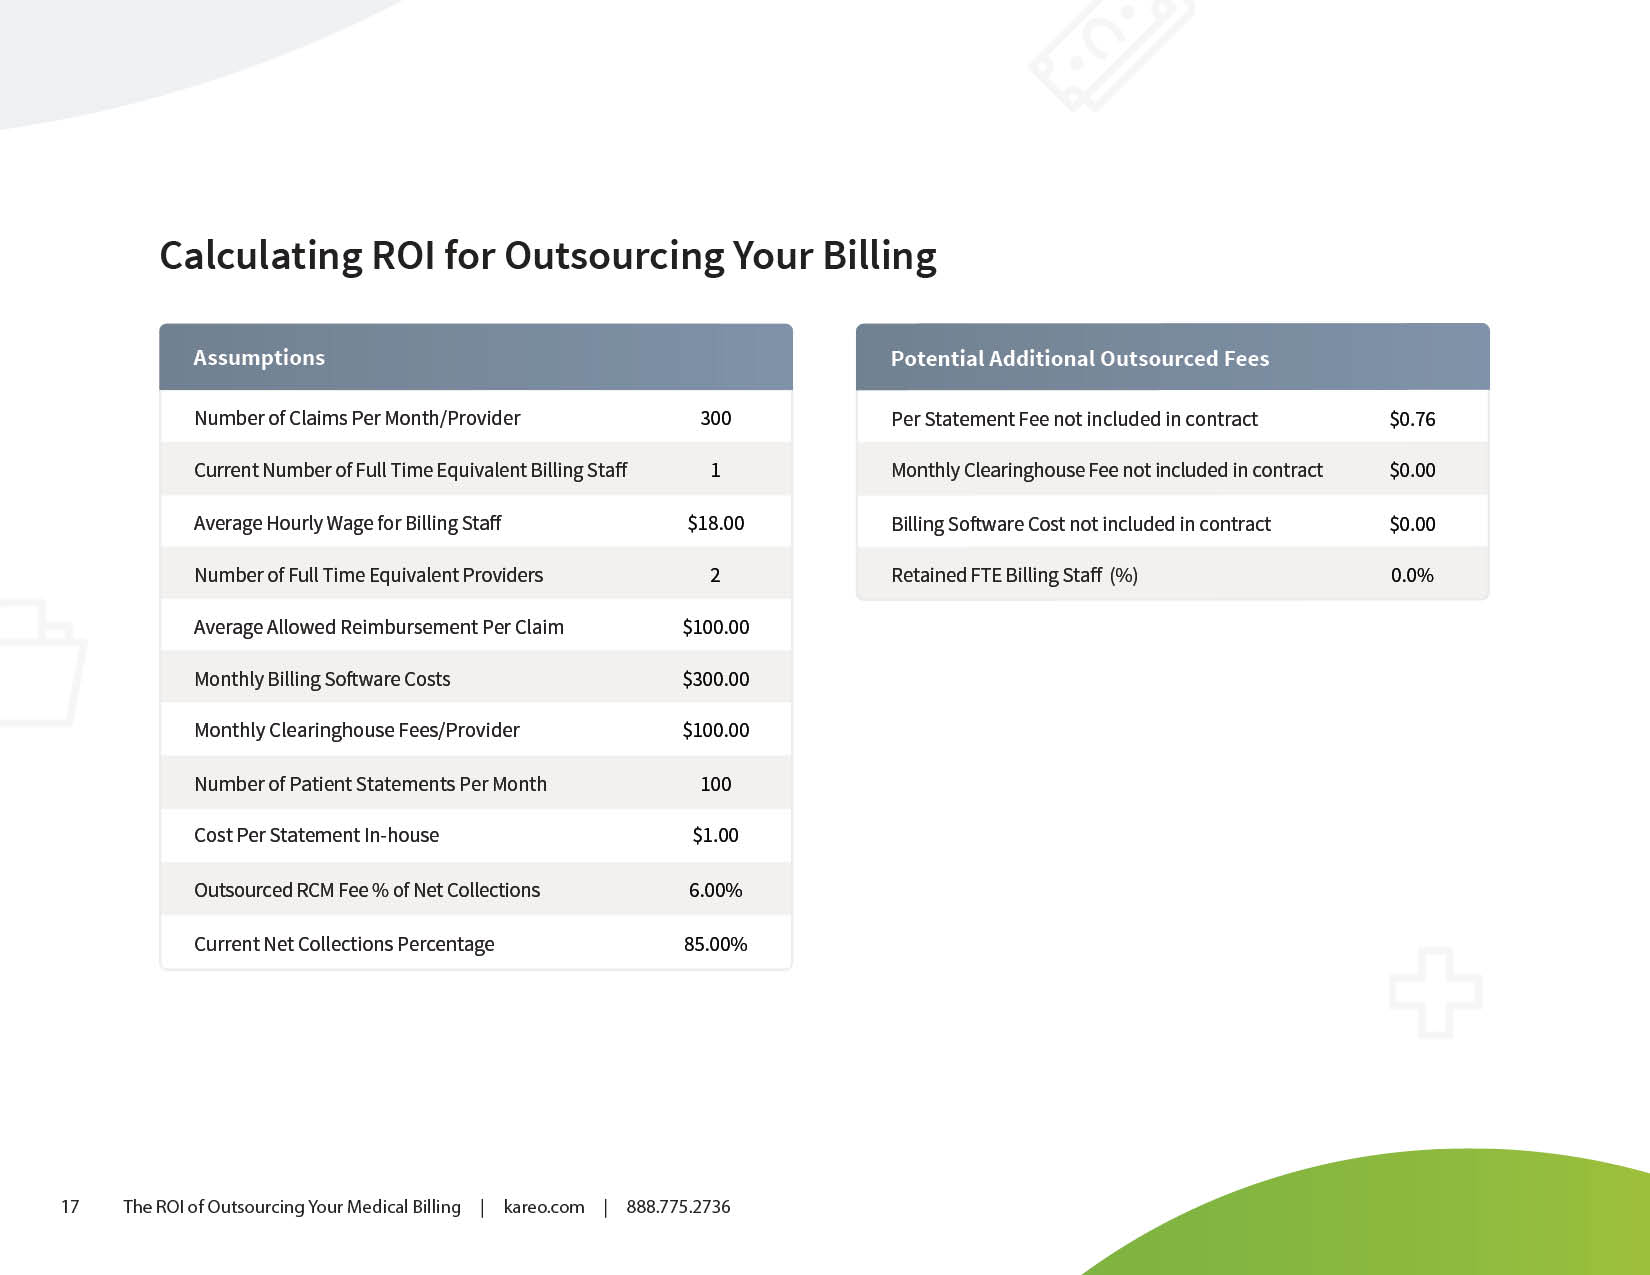 Calculating ROI for Outsourcing Your Billing
Assumptions
Number of Claims Per Month/Provider 300
Current Number of Full Time Equivalent Billing Staff 1
Average Hourly Wage for Billing Staff $18.00
Number of Full Time Equivalent Providers 2
Average Allowed Reimbursement Per Claim $100.00
Monthly Billing Software Costs $300.00
Monthly Clearinghouse Fees/Provider $100.00
Number of Patient Statements Per Month 100
Cost Per Statement In-house $1.00
Outsourced RCM Fee % of Net Collections 6.00%
Current Net Collections Percentage 85.00%
Potential Additional Outsourced Fees
Per Statement Fee not included in contract $0.76
Monthly Clearinghouse Fee not included in contract $0.00
Billing Software Cost not included in contract $0.00
Retained FTE Billing Staff (%) 0.0%
17 The ROI of Outsourcing Your Medical Billing | kareo.com | 888.775.2736